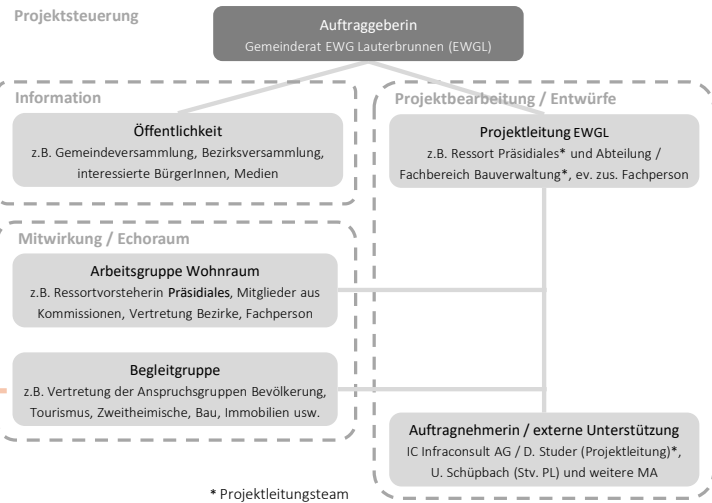 Projektsteuerung
Auftraggeberin
Gemeinderat EWG Lauterbrunnen (EWGL)
Information
Öffentlichkeit
z.B. Gemeindeversammlung, Bezirksversammlung,
interessierte BürgerInnen, Medien
Projektbearbeitung / Entwürfe
Projektleitung EWGL
z.B. Ressort Präsidiales* und Abteilung /
Fachbereich Bauverwaltung*, ev. zus. Fachperson
Mitwirkung / Echoraum
Arbeitsgruppe Wohnraum
z.B. Ressortvorsteherin Präsidiales, Mitglieder aus
Kommissionen, Vertretung Bezirke, Fachperson
Begleitgruppe
z.B. Vertretung der Anspruchsgruppen Bevölkerung,
Tourismus, Zweitheimische, Bau, Immobilien usw.
Auftragnehmerin / externe Unterstützung
IC Infraconsult AG / D. Studer (Projektleitung)*,
U. Schüpbach (Stv. PL) und weitere MA
* Projektleitungsteam